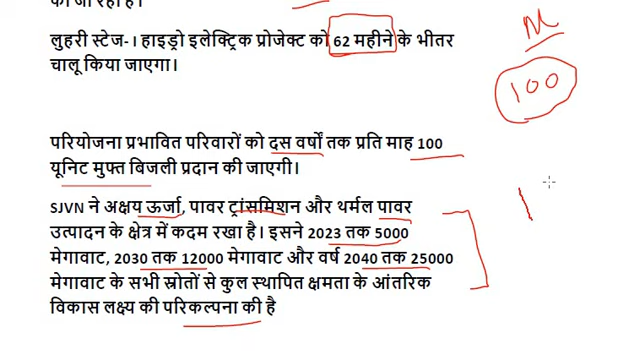 की जा रहा है।
लुहरी स्टेज-। हाइड्रो इलेक्ट्रिक प्रोजेक्ट को 62 महीने के भीतर
चालू किया जाएगा।
M
100
परियोजना प्रभावित परिवारों को दस वर्षों तक प्रति माह 100
यूनिट मुफ्त बिजली प्रदान की जाएगी।
SJVN ने अक्षय ऊर्जा, पावर ट्रांसमिशन और थर्मल पावर
उत्पादन के क्षेत्र में कदम रखा है। इसने 2023 तक 5000
मेगावाट, 2030 तक 12000 मेगावाट और वर्ष 2040 तक 25000
मेगावाट के सभी स्रोतों से कुल स्थापित क्षमता के आंतरिक
विकास लक्ष्य की परिकल्पना की है